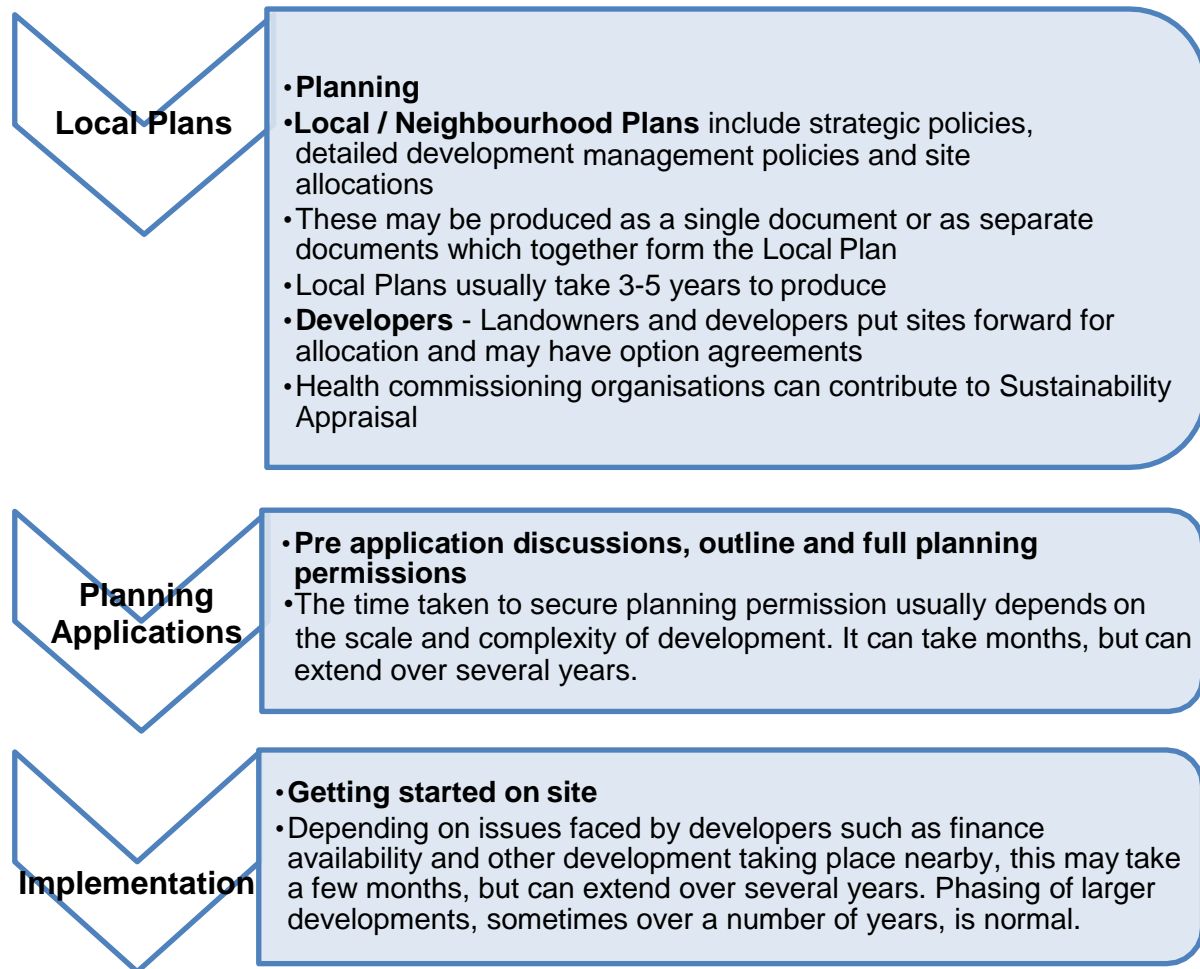 Local Plans
•Planning
•Local / Neighbourhood Plans include strategic policies,
detailed development management policies and site
allocations
•These may be produced as a single document or as separate
documents which together form the Local Plan
•Local Plans usually take 3-5 years to produce
•Developers - Landowners and developers put sites forward for
allocation and may have option agreements
•Health commissioning organisations can contribute to Sustainability
Appraisal
Planning
Applications
•Pre application discussions, outline and full planning
permissions
•The time taken to secure planning permission usually depends on
the scale and complexity of development. It can take months, but can
extend over several years.
Implementation
•Getting started on site
•Depending on issues faced by developers such as finance
availability and other development taking place nearby, this may take
a few months, but can extend over several years. Phasing of larger
developments, sometimes over a number of years, is normal.